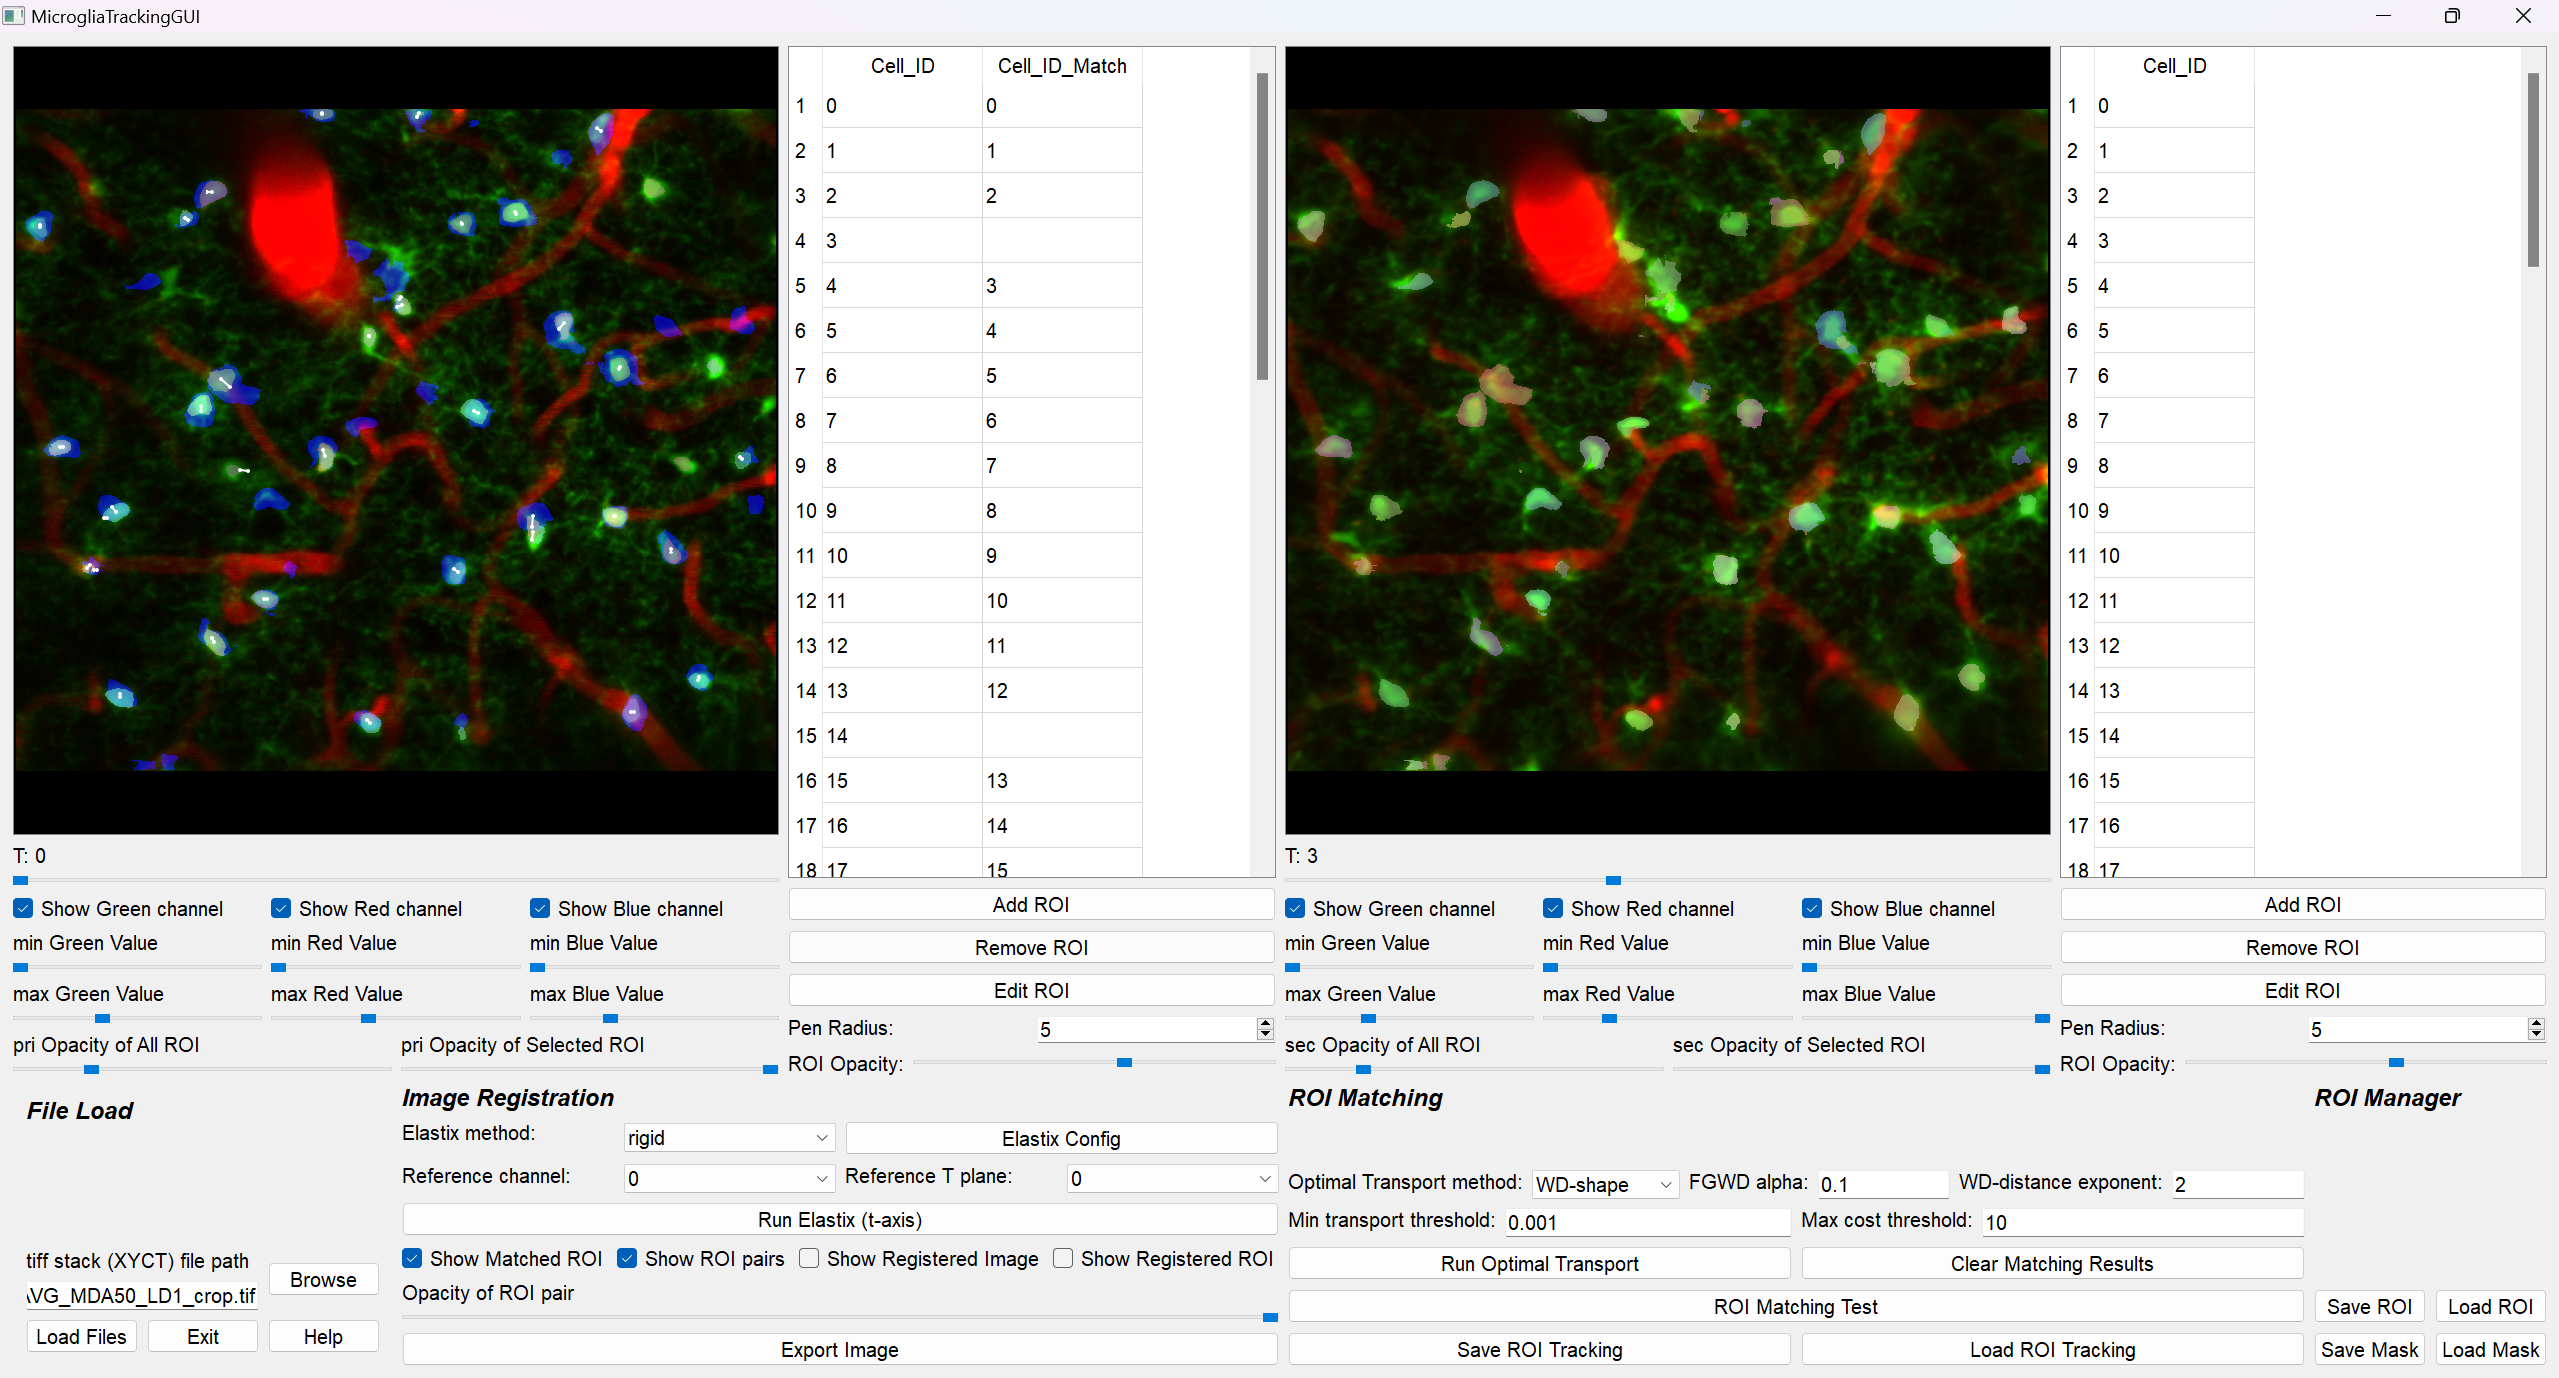 MicrogliaTrackingGUI
Cell_ID Cell_ID_Match
1 0 0
2 1 1
3 2 2
4 3
5 4 3
6 5 4
7 6 5
8 7 6
9 8 7
10 9 8
11 10 9
12 11 10
13 12 11
14 13 12
15 14
16 15 13
17 16 14
18 17 15
Cell_ID
1 0
2 1
3 2
4 3
5 4
6 5
7 6
8 7
9 8
10 9
11 10
12 11
13 12
14 13
15 14
16 15
17 16
18 17
T: 0
Show Green channel Show Red channel Show Blue channel
min Green Value min Red Value min Blue Value
max Green Value max Red Value max Blue Value
pri Opacity of All ROI pri Opacity of Selected ROI
Add ROI
Remove ROI
Edit ROI
Pen Radius: 5
ROI Opacity:
T: 3
Show Green channel Show Red channel Show Blue channel
min Green Value min Red Value min Blue Value
max Green Value max Red Value max Blue Value
sec Opacity of All ROI sec Opacity of Selected ROI
Add ROI
Remove ROI
Edit ROI
Pen Radius: 5
ROI Opacity:
File Load
tiff stack (XYCT) file path
Browse
VG_MDA50_LD1_crop.tif
Load Files Exit Help
Image Registration
Elastix method: rigid Elastix Config
Reference channel: 0 Reference T plane: 0
Run Elastix (t-axis)
Show Matched ROI Show ROI pairs Show Registered Image Show Registered ROI
Opacity of ROI pair
Export Image
ROI Matching
Optimal Transport method: WD-shape FGWD alpha: 0.1 WD-distance exponent: 2
Min transport threshold: 0.001 Max cost threshold: 10
Run Optimal Transport Clear Matching Results
ROI Matching Test
Save ROI Tracking Load ROI Tracking
ROI Manager
Save ROI Load ROI
Save Mask Load Mask